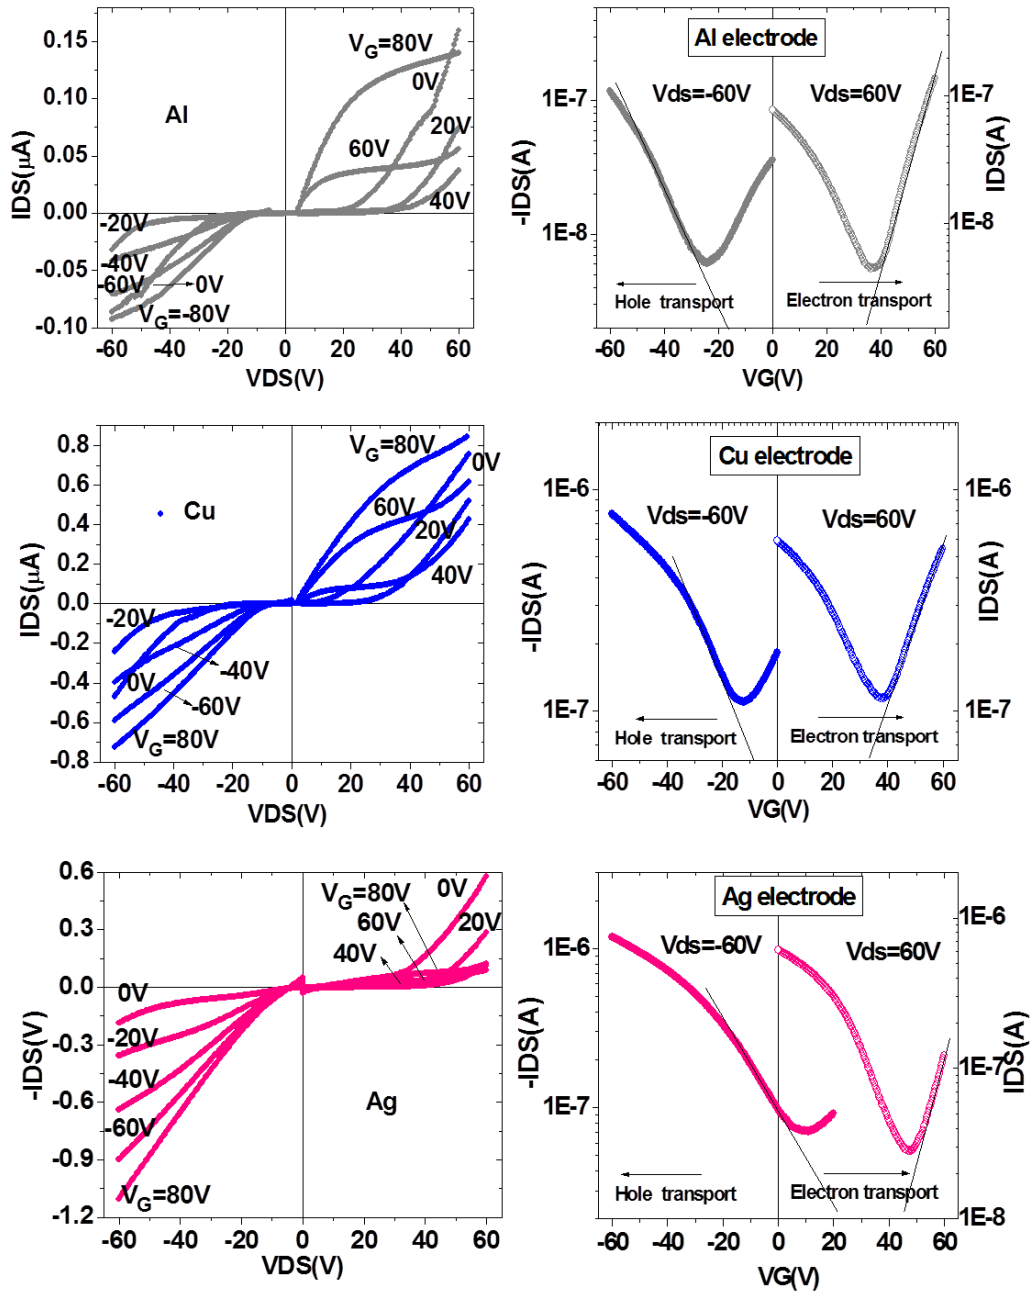 0.15
0.10
0.05
0.00
-0.05
-0.10
IDS(μA)
Al
V_G=80V
0V
20V
60V
40V
-20V
-40V
-60V
0V
V_G=-80V
-60 -40 -20 0 20 40 60
VDS(V)
Al electrode
Vds=-60V
Vds=60V
1E-7
1E-8
-IDS(A)
1E-7
1E-8
IDS(A)
Hole transport
Electron transport
-60 -40 -20 0 20 40 60
VG(V)
0.8
0.6
0.4
0.2
0.0
-0.2
-0.4
-0.6
-0.8
IDS(μA)
Cu
V_G=80V
0V
60V
20V
40V
-20V
-40V
0V
-60V
V_G=80V
-60 -40 -20 0 20 40 60
VDS(V)
Cu electrode
Vds=-60V
Vds=60V
1E-6
1E-7
-IDS(A)
1E-6
1E-7
IDS(A)
Hole transport
Electron transport
-60 -40 -20 0 20 40 60
VG(V)
0.6
0.3
0.0
-0.3
-0.6
-0.9
-1.2
-IDS(V)
V_G=80V
0V
60V
20V
40V
0V
-20V
-40V
-60V
V_G=80V
Ag
-60 -40 -20 0 20 40 60
VDS(V)
Ag electrode
Vds=-60V
Vds=60V
1E-6
1E-7
-IDS(A)
1E-6
1E-7
1E-8
IDS(A)
Hole transport
Electron transport
-60 -40 -20 0 20 40 60
VG(V)